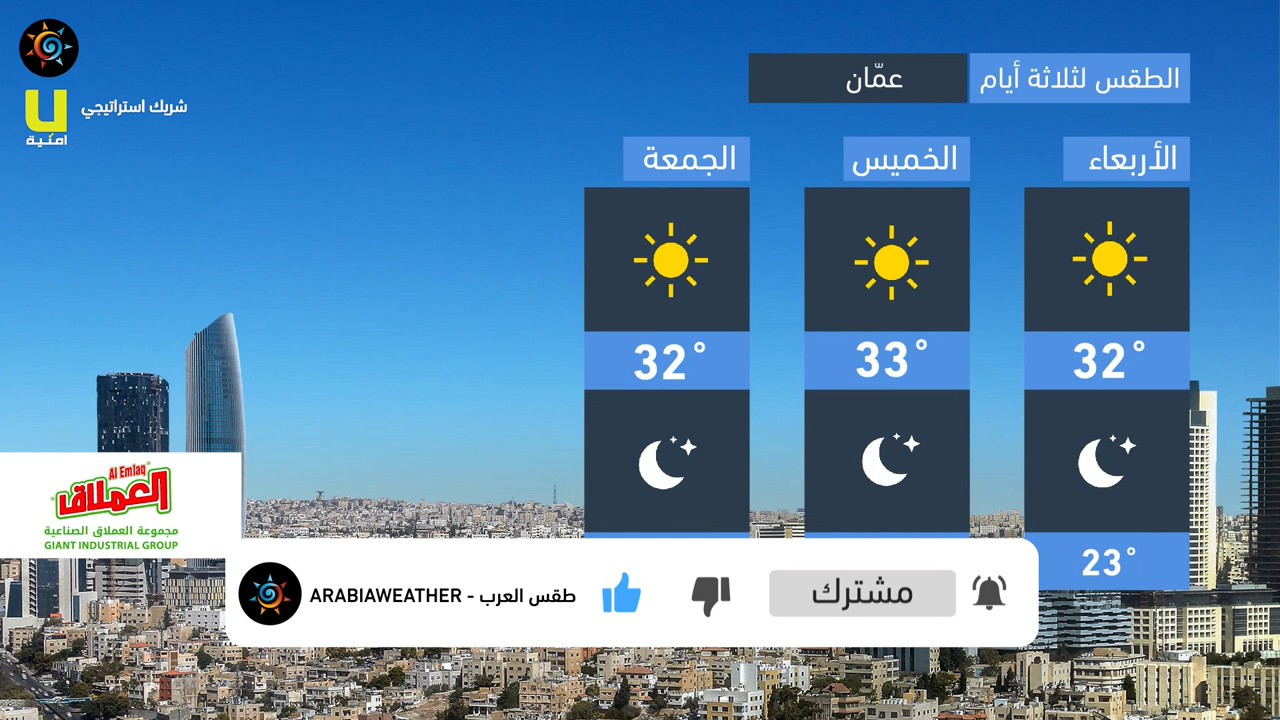 شريك استراتيجي
امنية
الطقس لثلاثة أيام
عمّان
الأربعاء
الخميس
الجمعة
32°
33°
32°
23°
Al Emlaq
العملاق
مجموعة العملاق الصناعية
GIANT INDUSTRIAL GROUP
طقس العرب - ARABIAWEATHER
مشترك